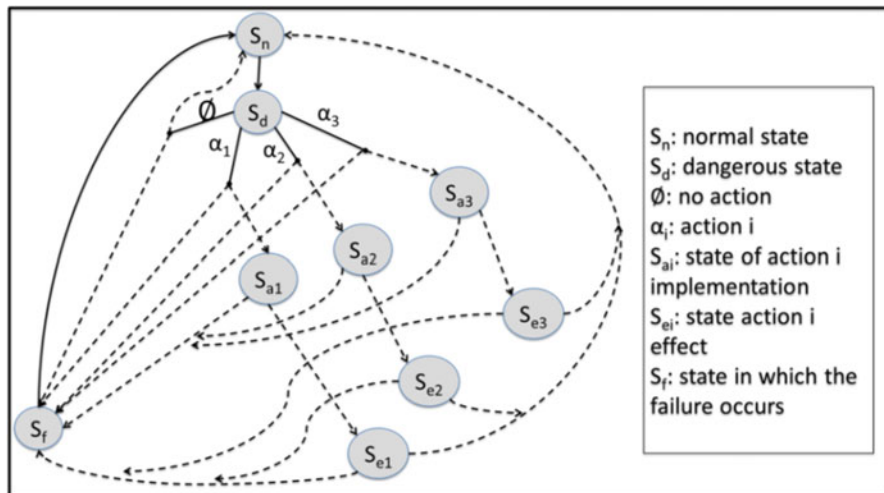 Sn
Sd
Ø
α1
α2
α3
Sa3
Sa2
Sa1
Se3
Se2
Se1
Sf
Sn: normal state
Sd: dangerous state
Ø: no action
αi: action i
Sai: state of action i
implementation
Sei: state action i
effect
Sf: state in which the
failure occurs